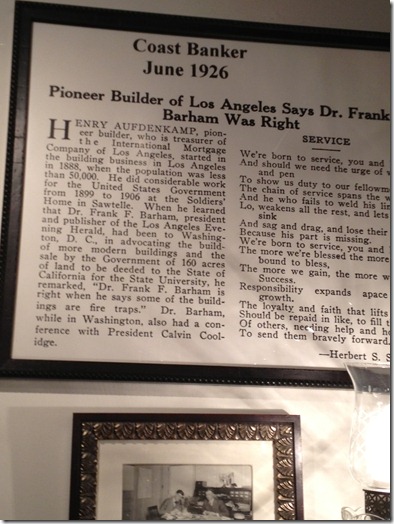 Coast Banker
June 1926
Pioneer Builder of Los Angeles Says Dr. Frank
Barham Was Right
HENRY AUFDENKAMP, pion-
eer builder, who is treasurer of
the International Mortgage
Company of Los Angeles, started in
the building business in Los Angeles
in 1888, when the population was less
than 50,000. He did considerable work
for the United States Government
from 1899 to 1906 at the Soldiers'
Home in Sawtelle. When he learned
that Dr. Frank F. Barham, president
and publisher of the Los Angeles Eve-
ning Herald, had been to Washing-
ton, D. C., in advocating the build-
of more modern buildings and the
sale by the Government of 160 acres
of land to be deeded to the State of
California for the State University, he
remarked, "Dr. Frank F. Barham is
right when he says some of the build-
ings are fire traps." Dr. Barham,
while in Washington, also had a con-
ference with President Calvin Cool-
idge.
SERVICE
We're born to service, you and
And should we need the urge of
and pen
To show us duty to our fellowm
The chain of service spans the w
And he who fails to weld his lin
Lo, weakens all the rest, and lets
sink
And sag and drag, and lose their
Because his part is missing.
We're born to service, you and
The more we're blessed the more
bound to bless,
The more we gain, the more w
Success.
Responsibility expands apace
growth.
The loyalty and faith that lifts
Should be repaid in like, to fill t
Of others, needing help and h
To send them bravely forward.
—Herbert S. S